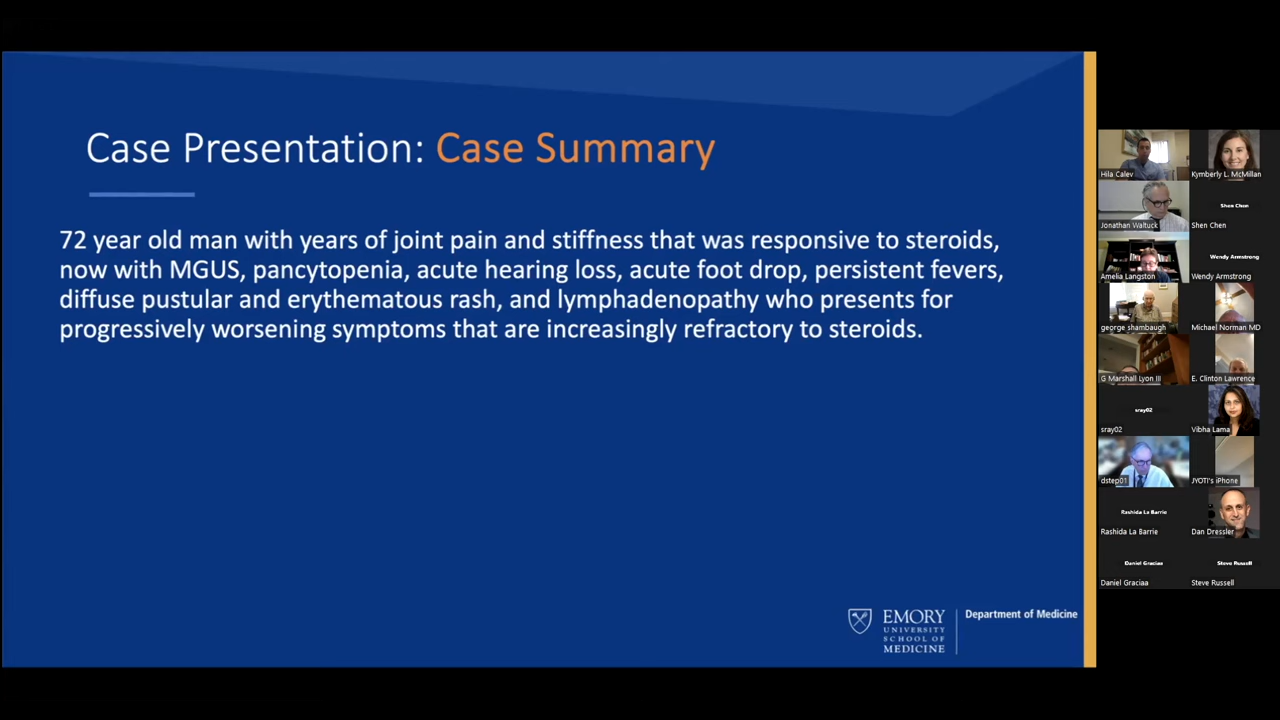 Case Presentation: Case Summary
72 year old man with years of joint pain and stiffness that was responsive to steroids,
now with MGUS, pancytopenia, acute hearing loss, acute foot drop, persistent fevers,
diffuse pustular and erythematous rash, and lymphadenopathy who presents for
progressively worsening symptoms that are increasingly refractory to steroids.
EMORY
UNIVERSITY
SCHOOL OF
MEDICINE
Department of Medicine
Hila Calev
Kymberly L. McMillan
Jonathan Waltuck
Shen Chen
Shen Chen
Amelia Langston
Wendy Armstrong
Wendy Armstrong
george shambaugh
Michael Norman MD
G Marshall Lyon III
E. Clinton Lawrence
sray02
sray02
Vibha Lama
dstep01
JYOTI's iPhone
Rashida La Barrie
Rashida La Barrie
Dan Dressler
Daniel Graciaa
Daniel Graciaa
Steve Russell
Steve Russell